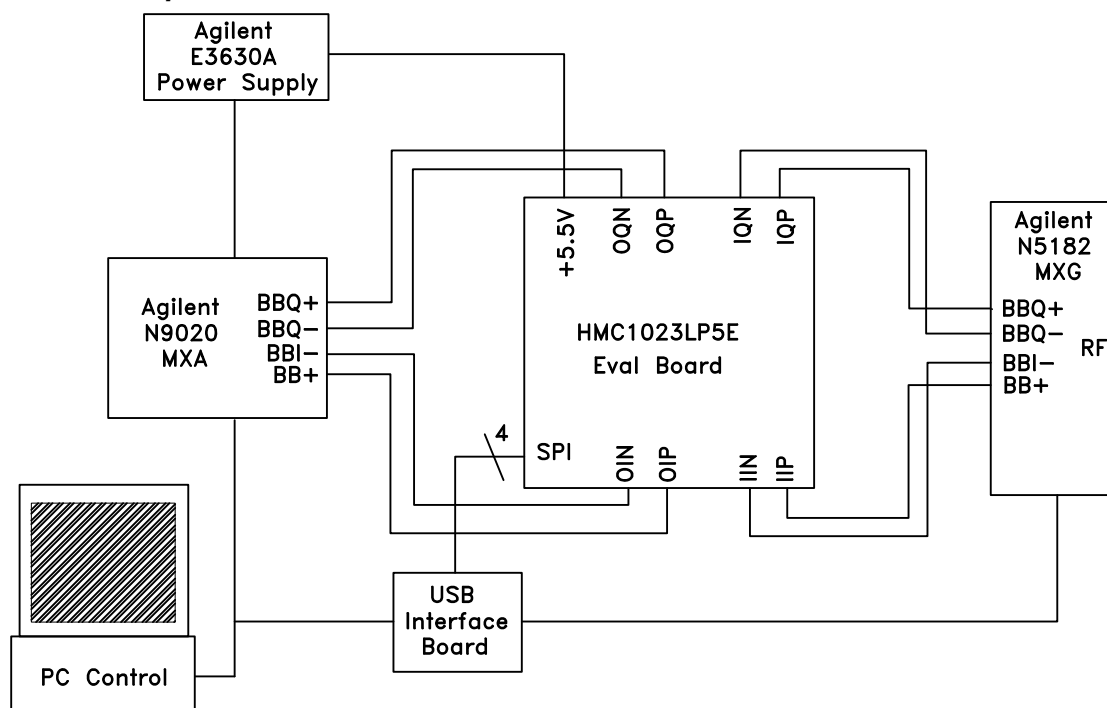 Agilent
E3630A
Power Supply
+5.5V
OQN
OQP
IQN
IQP
Agilent
N9020
MXA
BBQ+
BBQ-
BBI-
BB+
HMC1023LP5E
Eval Board
Agilent
N5182
MXG
BBQ+
BBQ-
BBI-
BB+
RF
4
SPI
OIN
OIP
IIN
IIP
USB
Interface
Board
PC Control